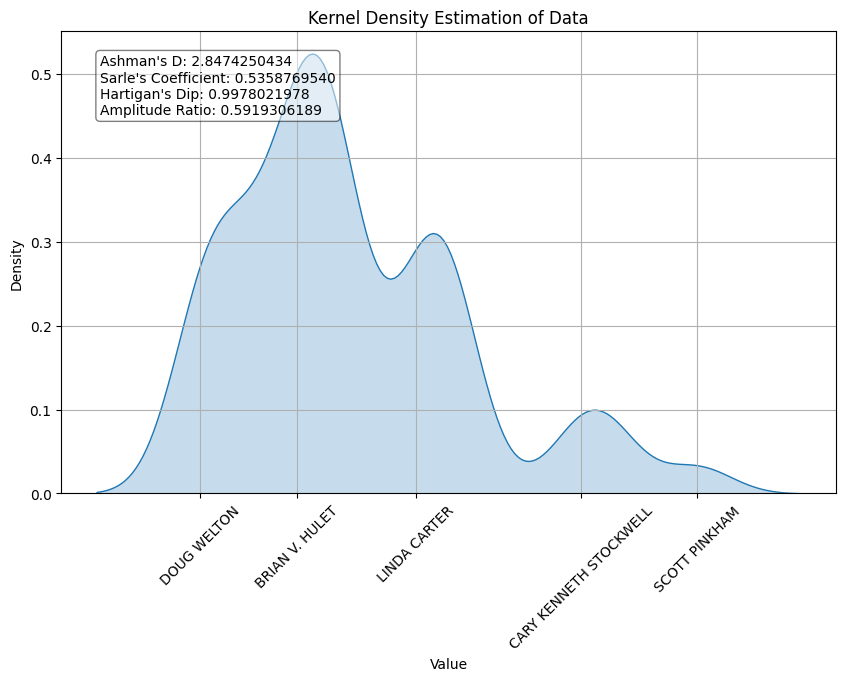 Kernel Density Estimation of Data
Ashman's D: 2.8474250434
Sarle's Coefficient: 0.5358769540
Hartigan's Dip: 0.9978021978
Amplitude Ratio: 0.5919306189
Density
0.5
0.4
0.3
0.2
0.1
0.0
DOUG WELTON
BRIAN V. HULET
LINDA CARTER
CARY KENNETH STOCKWELL
SCOTT PINKHAM
Value